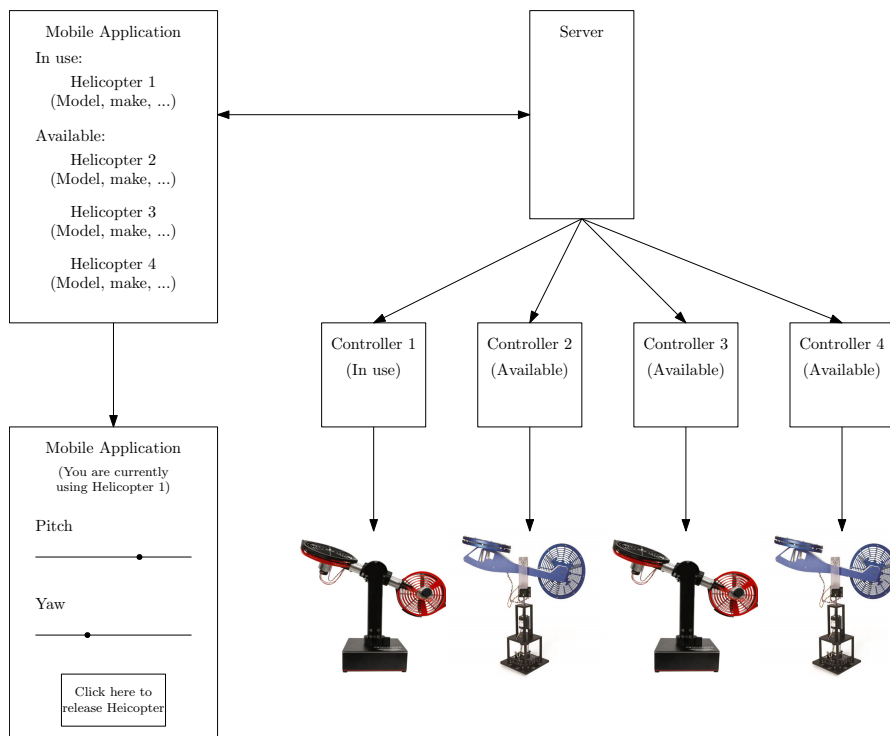 Mobile Application
In use:
Helicopter 1
(Model, make, ...)
Available:
Helicopter 2
(Model, make, ...)
Helicopter 3
(Model, make, ...)
Helicopter 4
(Model, make, ...)
Server
Controller 1
(In use)
Controller 2
(Available)
Controller 3
(Available)
Controller 4
(Available)
Mobile Application
(You are currently
using Helicopter 1)
Pitch
Yaw
Click here to
release Heicopter